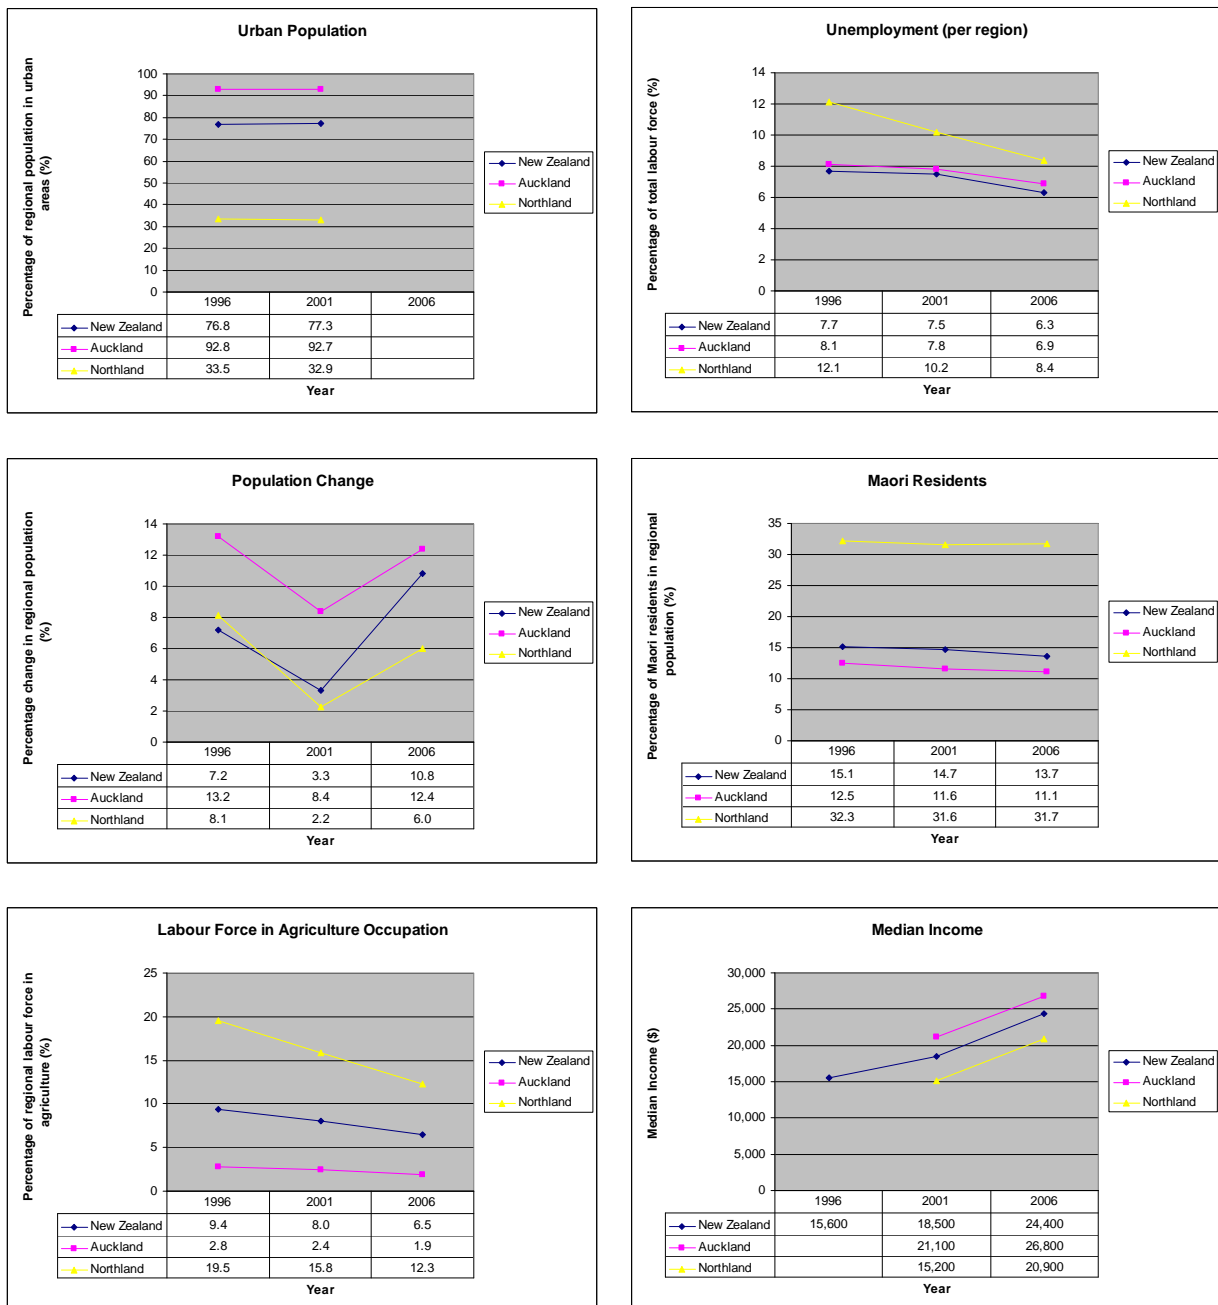 Urban Population
Percentage of regional population in urban
areas (%)
100
90
80
70
60
50
40
30
20
10
0
1996 2001 2006
New Zealand 76.8 77.3
Auckland 92.8 92.7
Northland 33.5 32.9
Year
New Zealand
Auckland
Northland
Unemployment (per region)
Percentage of total labour force (%)
14
12
10
8
6
4
2
0
1996 2001 2006
New Zealand 7.7 7.5 6.3
Auckland 8.1 7.8 6.9
Northland 12.1 10.2 8.4
Year
New Zealand
Auckland
Northland
Population Change
Percentage change in regional population
(%)
14
12
10
8
6
4
2
0
1996 2001 2006
New Zealand 7.2 3.3 10.8
Auckland 13.2 8.4 12.4
Northland 8.1 2.2 6.0
Year
New Zealand
Auckland
Northland
Maori Residents
Percentage of Maori residents in regional
population (%)
35
30
25
20
15
10
5
0
1996 2001 2006
New Zealand 15.1 14.7 13.7
Auckland 12.5 11.6 11.1
Northland 32.3 31.6 31.7
Year
New Zealand
Auckland
Northland
Labour Force in Agriculture Occupation
Percentage of regional labour force in
agriculture (%)
25
20
15
10
5
0
1996 2001 2006
New Zealand 9.4 8.0 6.5
Auckland 2.8 2.4 1.9
Northland 19.5 15.8 12.3
Year
New Zealand
Auckland
Northland
Median Income
Median Income ($)
30,000
25,000
20,000
15,000
10,000
5,000
0
1996 2001 2006
New Zealand 15,600 18,500 24,400
Auckland 21,100 26,800
Northland 15,200 20,900
Year
New Zealand
Auckland
Northland